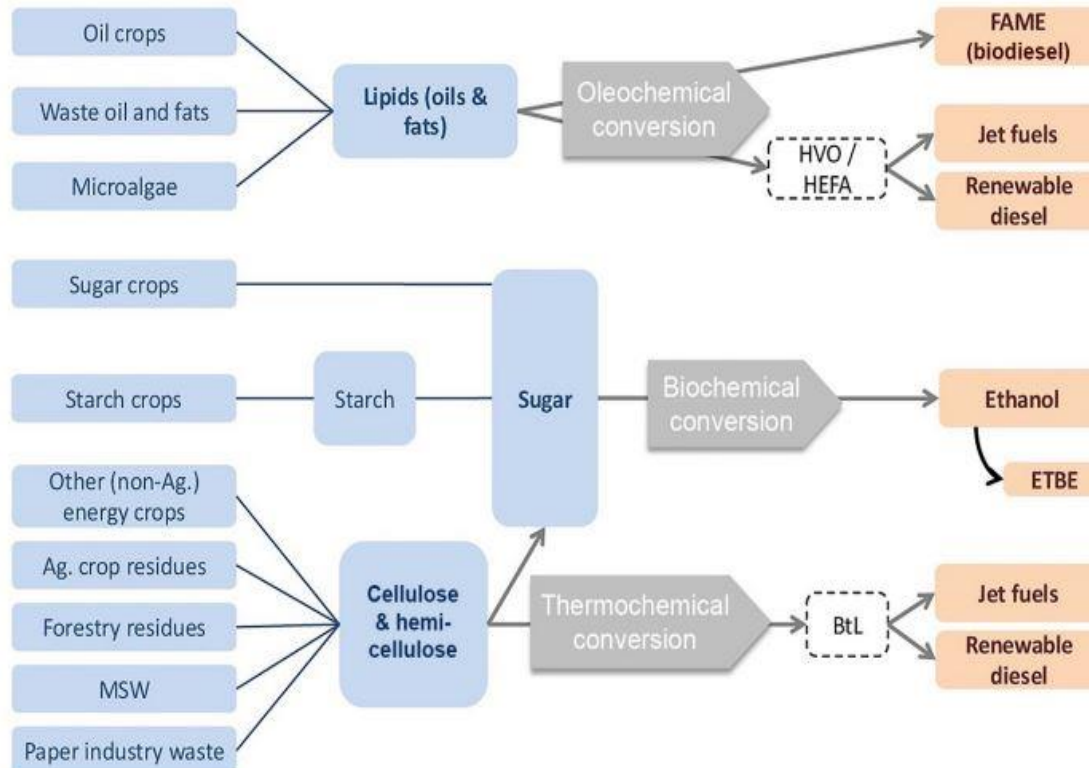 Oil crops
Waste oil and fats
Microalgae
Lipids (oils &
fats)
Oleochemical
conversion
FAME
(biodiesel)
HVO /
HEFA
Jet fuels
Renewable
diesel
Sugar crops
Starch crops
Starch
Sugar
Biochemical
conversion
Ethanol
ETBE
Other (non-Ag.)
energy crops
Ag. crop residues
Forestry residues
MSW
Paper industry waste
Cellulose
& hemi-
cellulose
Thermochemical
conversion
BtL
Jet fuels
Renewable
diesel